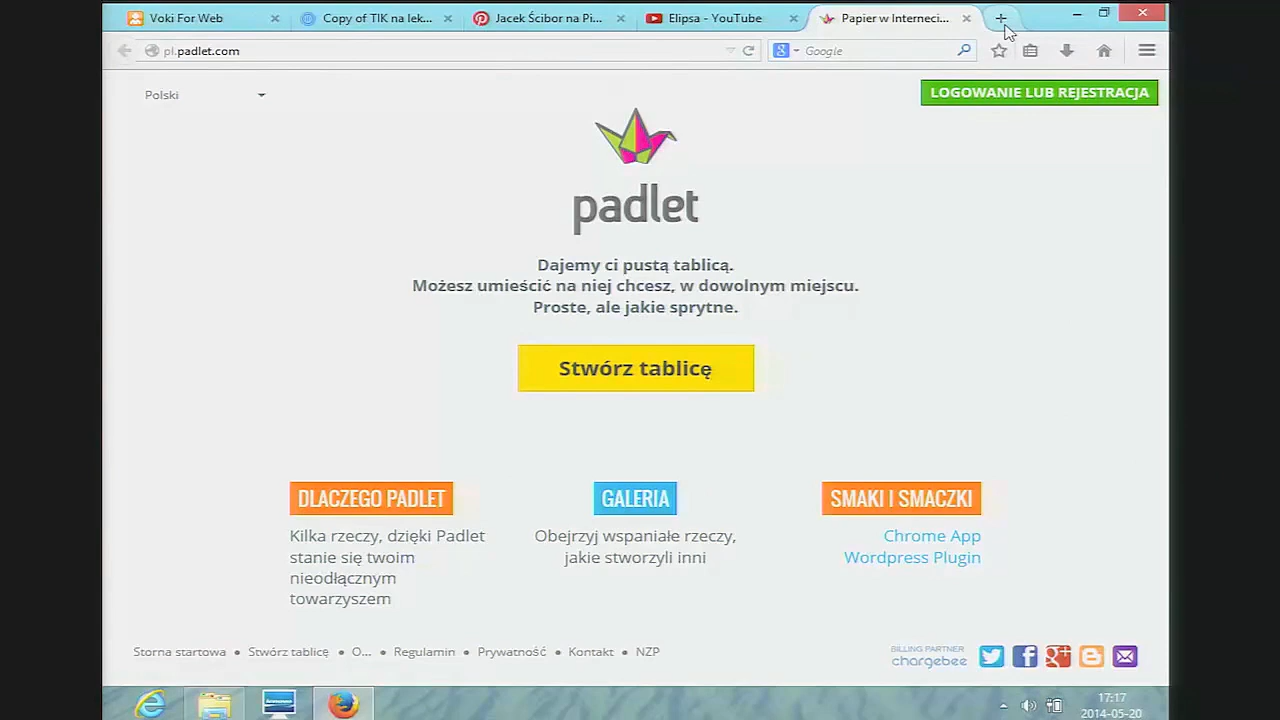 Voki For Web
Copy of TIK na lek...
Jacek Ścibor na Pi...
Elipsa - YouTube
Papier w Interneci...
pl.padlet.com
Google
Polski
LOGOWANIE LUB REJESTRACJA
padlet
Dajemy ci pustą tablicą.
Możesz umieścić na niej chcesz, w dowolnym miejscu.
Proste, ale jakie sprytne.
Stwórz tablicę
DLACZEGO PADLET
GALERIA
SMAKI I SMACZKI
Kilka rzeczy, dzięki Padlet
stanie się twoim
nieodłącznym
towarzyszem
Obejrzyj wspaniałe rzeczy,
jakie stworzyli inni
Chrome App
Wordpress Plugin
Storna startowa • Stwórz tablicę • O... • Regulamin • Prywatność • Kontakt • NZP
BILLING PARTNER
chargebee
17:17
2014-05-20